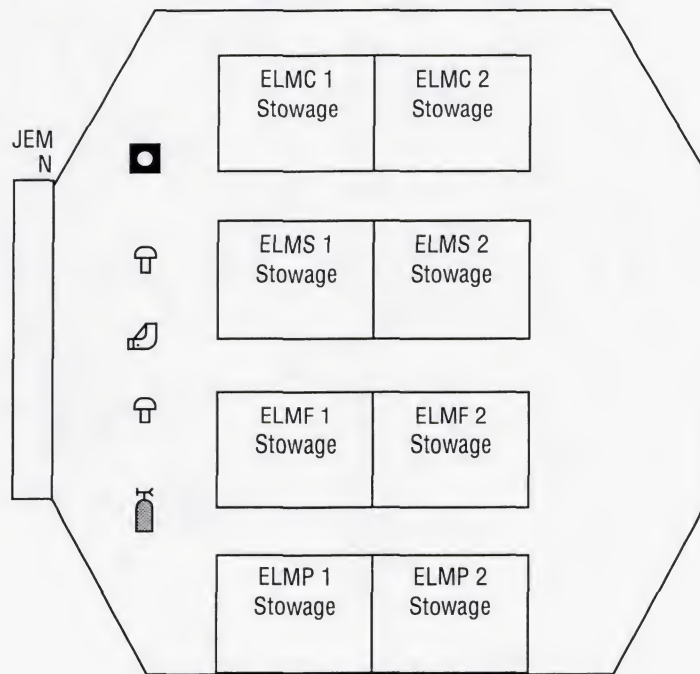 ELMC 1
Stowage
ELMC 2
Stowage
JEM
N
ELMS 1
Stowage
ELMS 2
Stowage
ELMF 1
Stowage
ELMF 2
Stowage
ELMP 1
Stowage
ELMP 2
Stowage